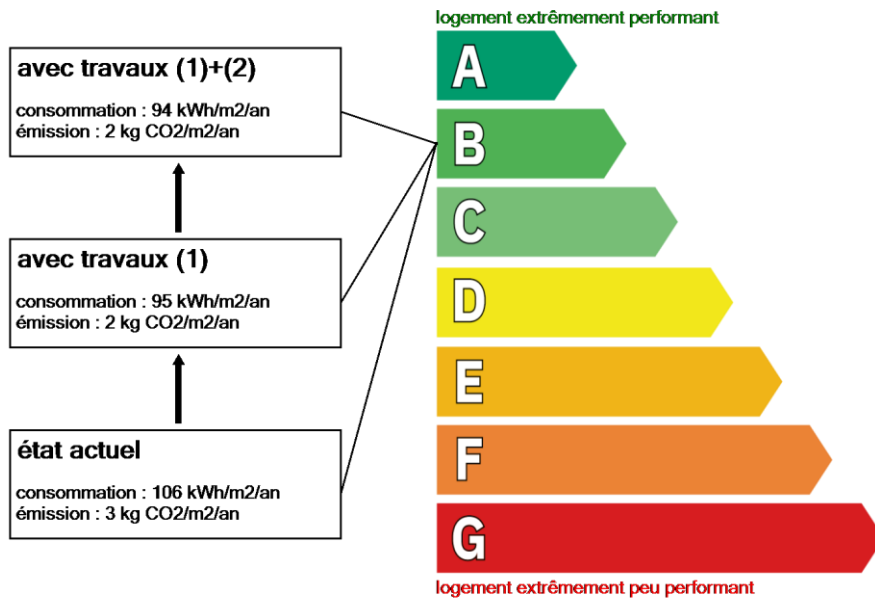 logement extrêmement performant
avec travaux (1)+(2)
consommation : 94 kWh/m2/an
émission : 2 kg CO2/m2/an
avec travaux (1)
consommation : 95 kWh/m2/an
émission : 2 kg CO2/m2/an
état actuel
consommation : 106 kWh/m2/an
émission : 3 kg CO2/m2/an
A
B
C
D
E
F
G
logement extrêmement peu performant